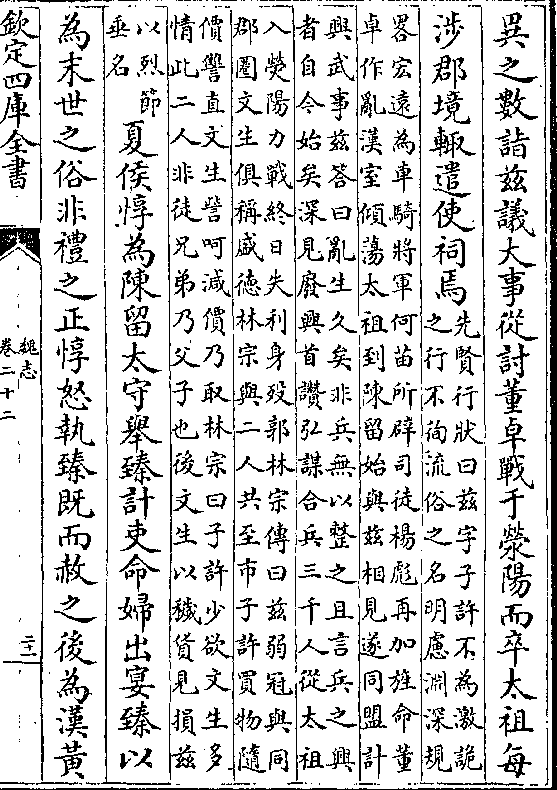 異之數詣茲議大事從討董卓戰于滎陽而卒太祖每
涉郡境輙遣使祠焉
先賢行狀曰茲字子許不為激詭
之行不徇流俗之名明慮淵深規
畧宏遠為車騎將軍何苗所辟司徒楊彪再加旌命董
卓作亂漢室傾蕩太祖到陳留始與茲相見遂同盟計
興武事茲答曰亂生久矣非兵無以整之且言兵之興
者自今始矣深見廢興首讚弘謀合兵三千人從太祖
入滎陽力戰終日失利身殁郭林宗傳曰茲弱冠與同
郡圈文生俱稱盛德林宗與二人共至市子許買物隨
價讐直文生訾呵減價乃取林宗曰子許少欲文生多
情此二人非徒兄弟乃父子也後文生以穢貨見損茲
以烈節
垂名
夏侯惇為陳留太守舉臻計吏命婦出宴臻以
為末世之俗非禮之正惇怒執臻既而赦之後為漢黃
欽定四庫全書
魏志
卷二十二
二十一